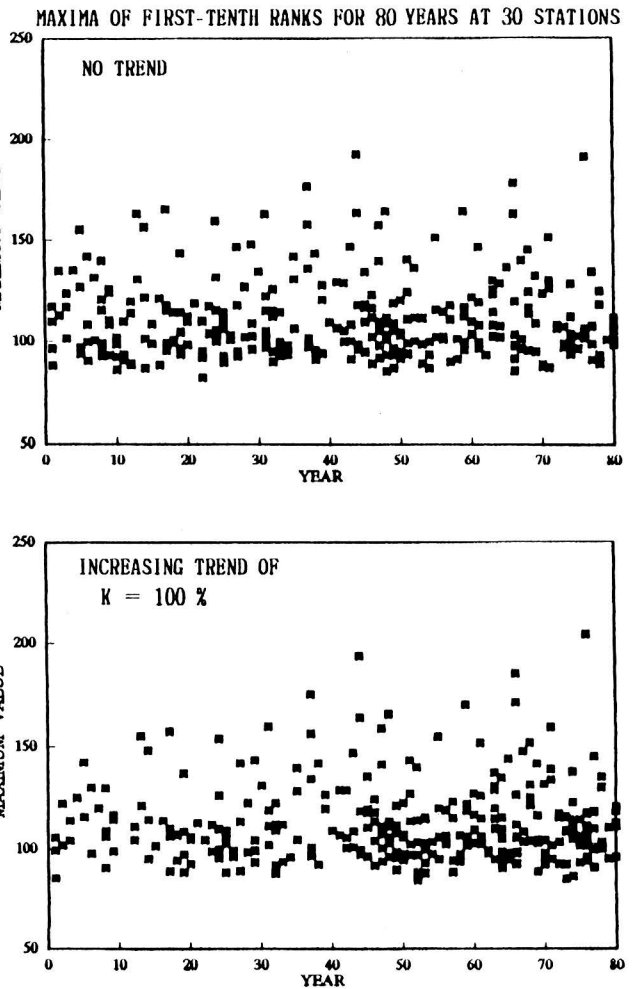 MAXIMA OF FIRST-TENTH RANKS FOR 80 YEARS AT 30 STATIONS
250
NO TREND
200
150
100
50
0 10 20 30 40 50 60 70 80
YEAR
250
INCREASING TREND OF
K = 100 %
200
MAXIMUM VALUE
150
100
50
0 10 20 30 40 50 60 70 80
YEAR